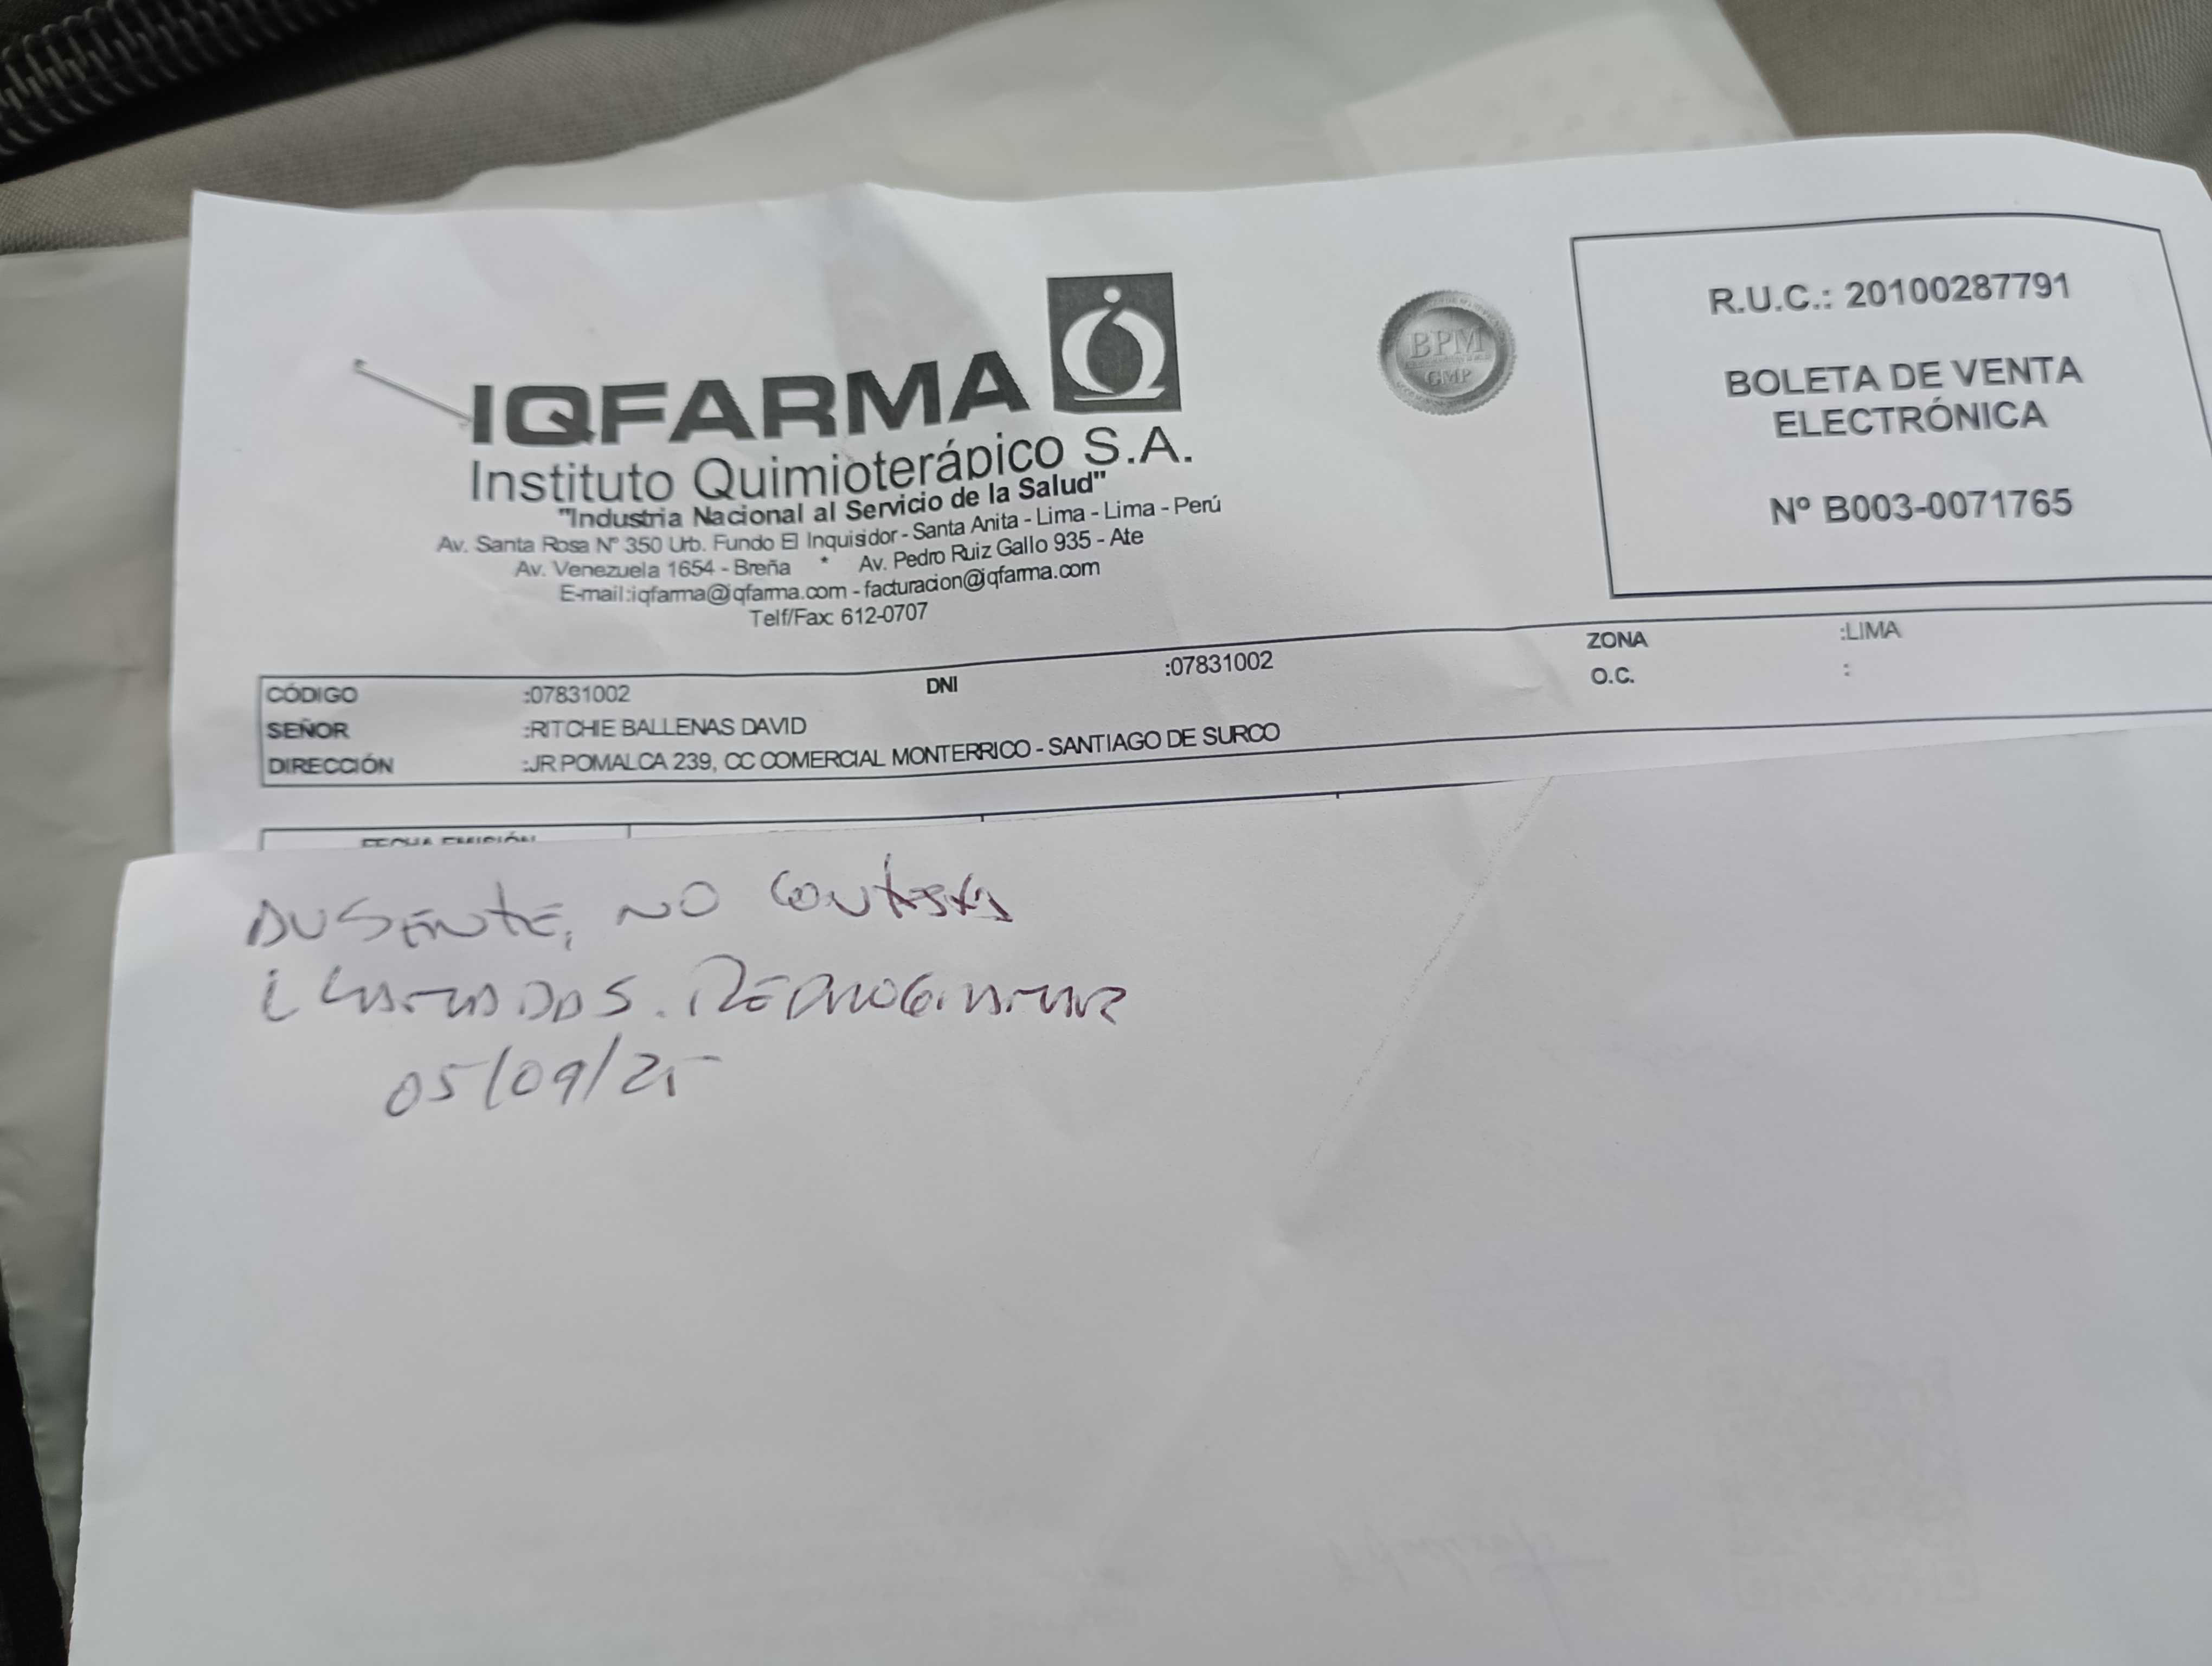 IQFARMA
Instituto Quimioterápico S.A.
"Industria Nacional al Servicio de la Salud"
Av. Santa Rosa Nº 350 Urb. Fundo El Inquisidor - Santa Anita - Lima - Lima - Perú
Av. Venezuela 1654 - Breña * Av. Pedro Ruiz Gallo 935 - Ate
E-mail:iqfarma@iqfarma.com - facturacion@iqfarma.com
Telf/Fax: 612-0707
BPM
GMP
R.U.C.: 20100287791
BOLETA DE VENTA
ELECTRÓNICA
Nº B003-0071765
CÓDIGO :07831002 DNI :07831002 ZONA :LIMA
SEÑOR :RITCHIE BALLENAS DAVID O.C. :
DIRECCIÓN :JR POMALCA 239, CC COMERCIAL MONTERRICO - SANTIAGO DE SURCO
FECHA EMISIÓN
AUSENTE, NO CONTESTA
LLAMADAS. REPROGRAMAR
05/09/25